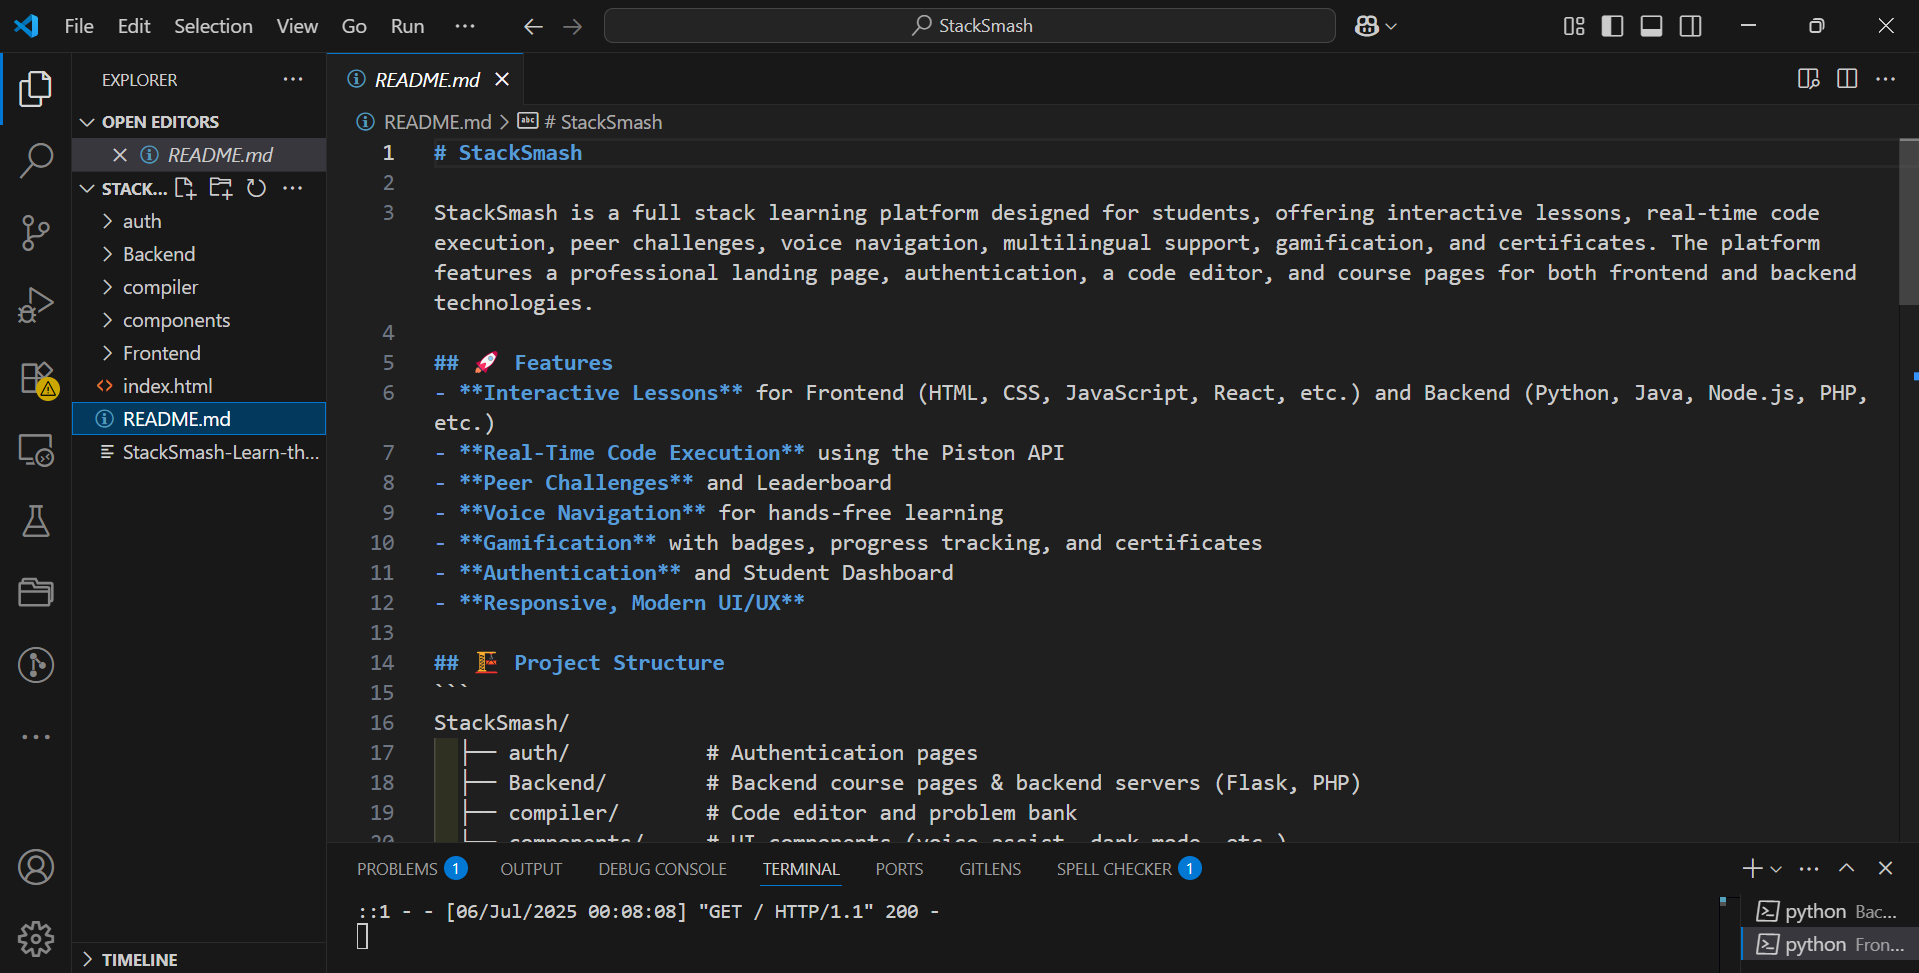 File Edit Selection View Go Run ··· StackSmash
EXPLORER ···
OPEN EDITORS
README.md
STACK... ···
auth
Backend
compiler
components
Frontend
index.html
README.md
StackSmash-Learn-th...
TIMELINE
README.md
README.md > # StackSmash
1 # StackSmash
2
3 StackSmash is a full stack learning platform designed for students, offering interactive lessons, real-time code
execution, peer challenges, voice navigation, multilingual support, gamification, and certificates. The platform
features a professional landing page, authentication, a code editor, and course pages for both frontend and backend
technologies.
4
5 ## 🚀 Features
6 - **Interactive Lessons** for Frontend (HTML, CSS, JavaScript, React, etc.) and Backend (Python, Java, Node.js, PHP,
etc.)
7 - **Real-Time Code Execution** using the Piston API
8 - **Peer Challenges** and Leaderboard
9 - **Voice Navigation** for hands-free learning
10 - **Gamification** with badges, progress tracking, and certificates
11 - **Authentication** and Student Dashboard
12 - **Responsive, Modern UI/UX**
13
14 ## 🏗️ Project Structure
15 ```
16 StackSmash/
17 ├── auth/ # Authentication pages
18 ├── Backend/ # Backend course pages & backend servers (Flask, PHP)
19 ├── compiler/ # Code editor and problem bank
20 ├── components/ # UI components (voice assist, dark mode, etc.)
PROBLEMS 1 OUTPUT DEBUG CONSOLE TERMINAL PORTS GITLENS SPELL CHECKER 1
::1 - - [06/Jul/2025 00:08:08] "GET / HTTP/1.1" 200 -
python Bac...
python Fron...